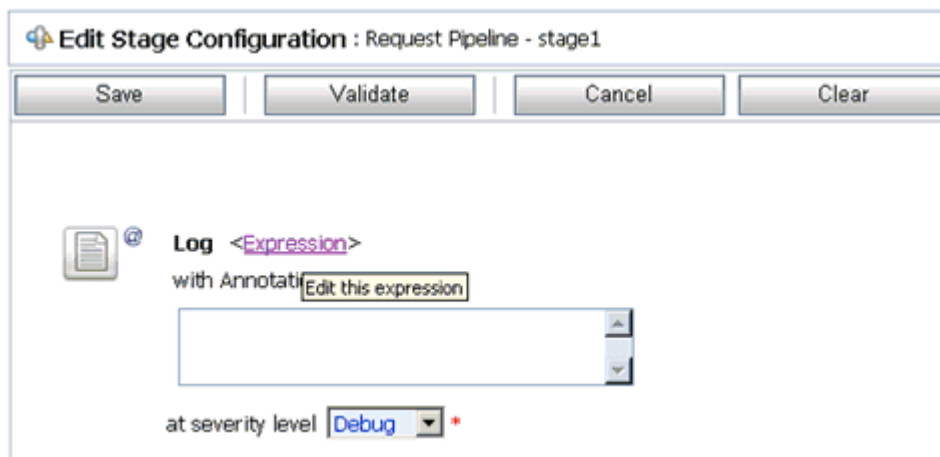 Edit Stage Configuration : Request Pipeline - stage1
Save Validate Cancel Clear
@ Log <Expression>
with Annotati
Edit this expression
at severity level Debug *